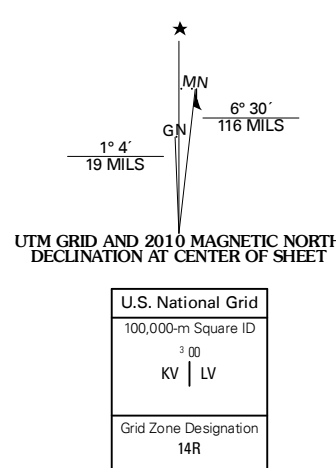 ★
MN
GN
6° 30´
116 MILS
1° 4´
19 MILS
UTM GRID AND 2010 MAGNETIC NORTH
DECLINATION AT CENTER OF SHEET
U.S. National Grid
100,000-m Square ID
3 00
KV LV
Grid Zone Designation
14R